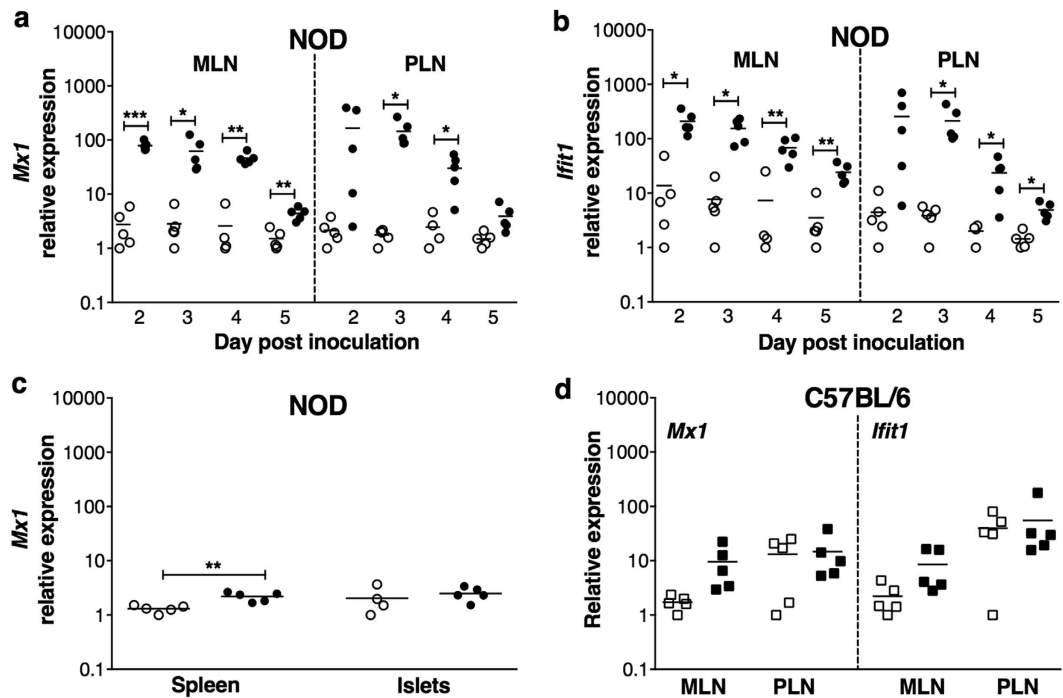 a
NOD
MLN PLN
10000
1000
100
10
1
0.1
Mx1
relative expression
*** * ** ** * *
2 3 4 5 2 3 4 5
Day post inoculation
b
NOD
MLN PLN
10000
1000
100
10
1
0.1
Ifit1
relative expression
* * ** ** * * *
2 3 4 5 2 3 4 5
Day post inoculation
c
NOD
10000
1000
100
10
1
0.1
Mx1
relative expression
**
Spleen Islets
d
C57BL/6
Mx1 Ifit1
10000
1000
100
10
1
0.1
Relative expression
MLN PLN MLN PLN